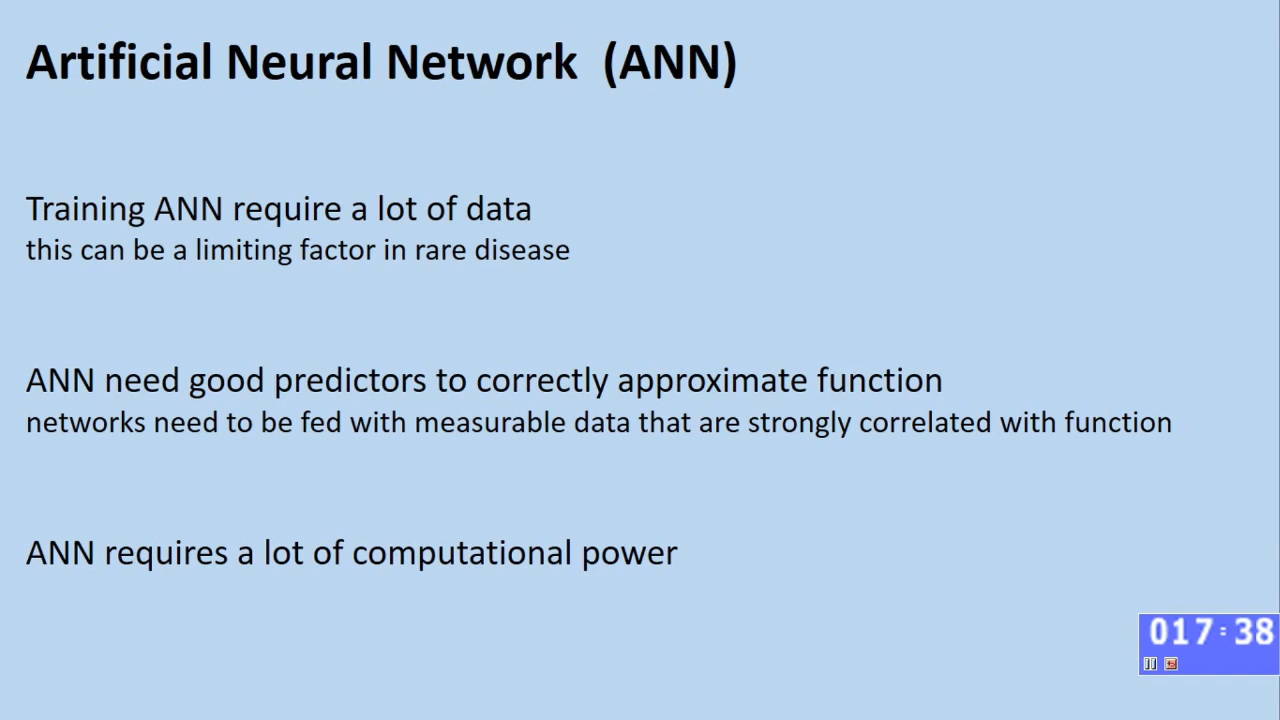 Artificial Neural Network (ANN)
Training ANN require a lot of data
this can be a limiting factor in rare disease
ANN need good predictors to correctly approximate function
networks need to be fed with measurable data that are strongly correlated with function
ANN requires a lot of computational power
017:38